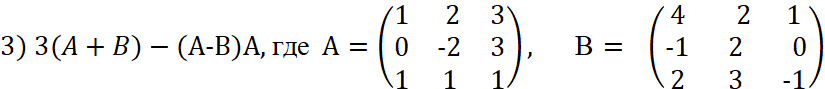 3) 3(A + B) − (A-B)A, где A = (1 2 3
0 -2 3
1 1 1), B = (4 2 1
-1 2 0
2 3 -1)